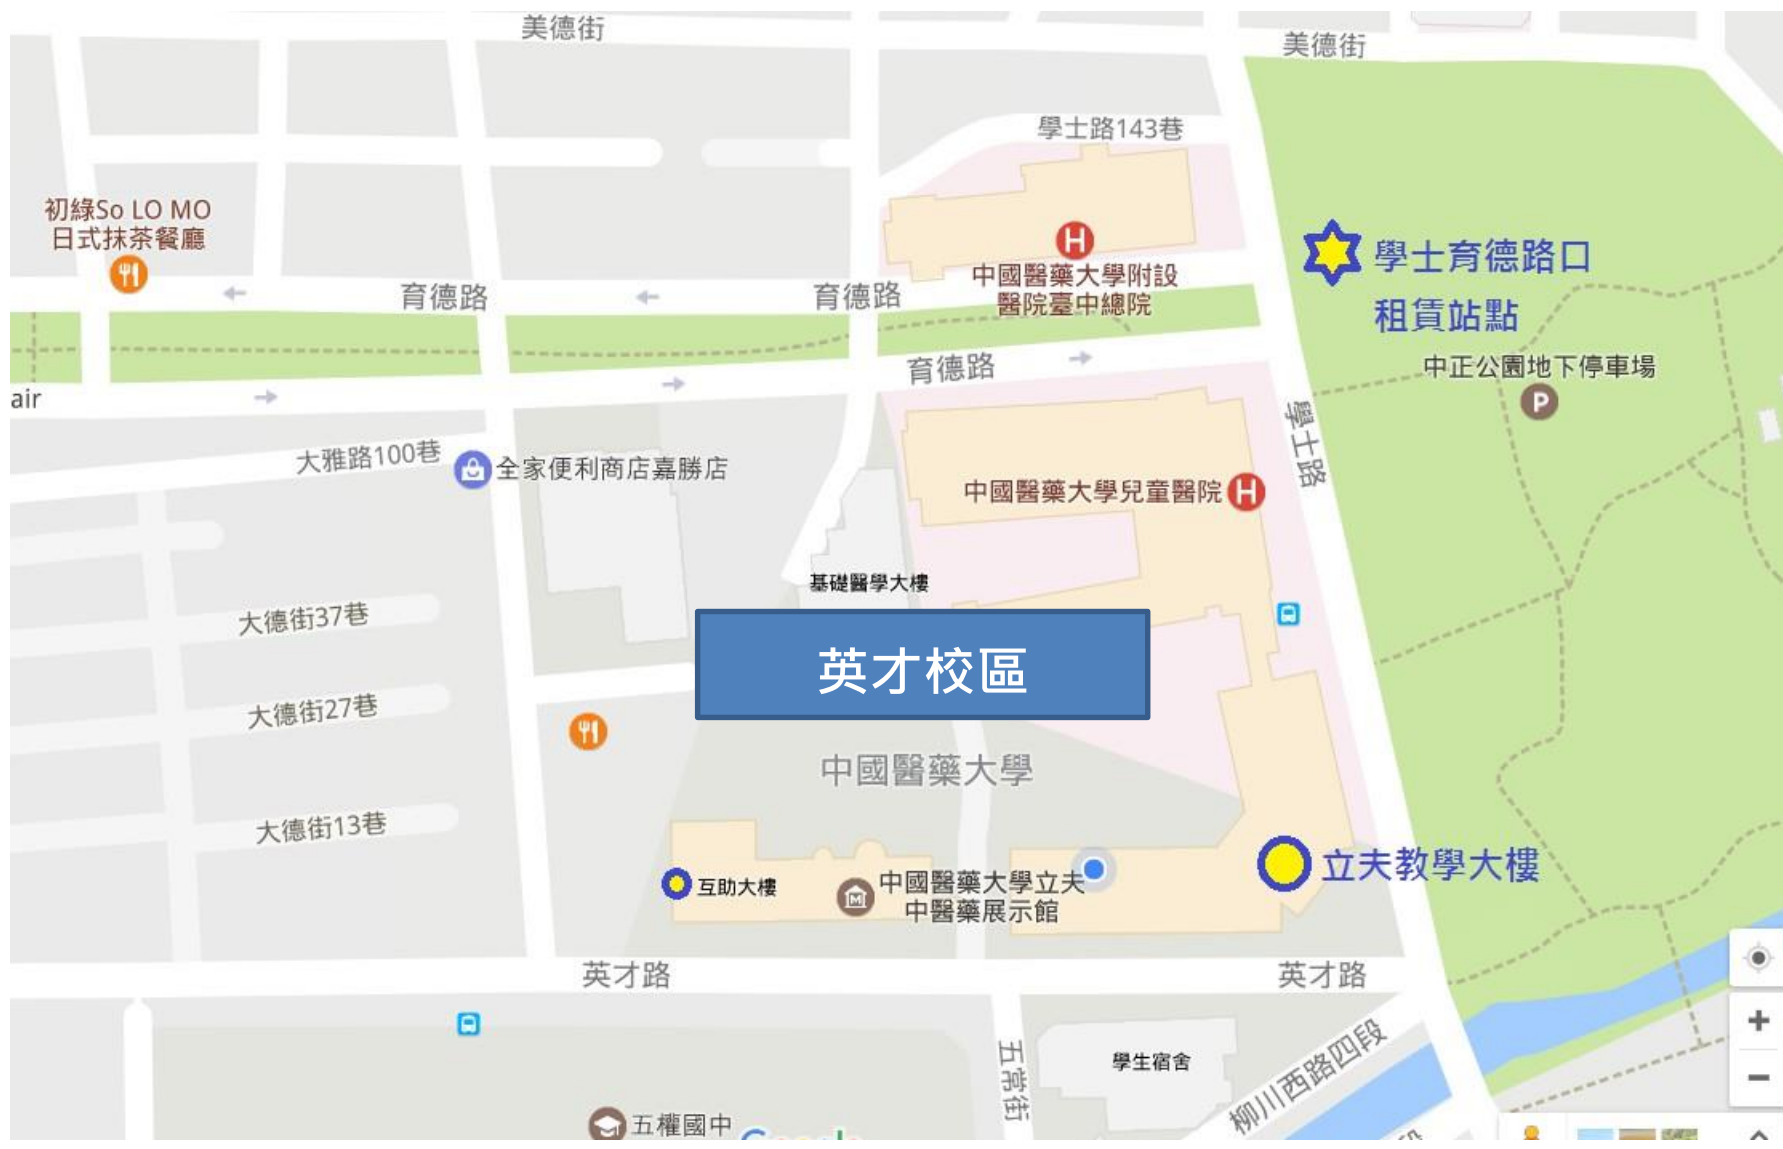 美德街
美德街
學士路143巷
初綠So LO MO
日式抹茶餐廳
學士育德路口
租賃站點
中國醫藥大學附設
醫院臺中總院
育德路
育德路
育德路
中正公園地下停車場
P
air
學士路
大雅路100巷
全家便利商店嘉勝店
中國醫藥大學兒童醫院
H
H
基礎醫學大樓
大德街37巷
英才校區
大德街27巷
中國醫藥大學
大德街13巷
立夫教學大樓
互助大樓
中國醫藥大學立夫
中醫藥展示館
英才路
英才路
五常街
學生宿舍
柳川西路四段
五權國中